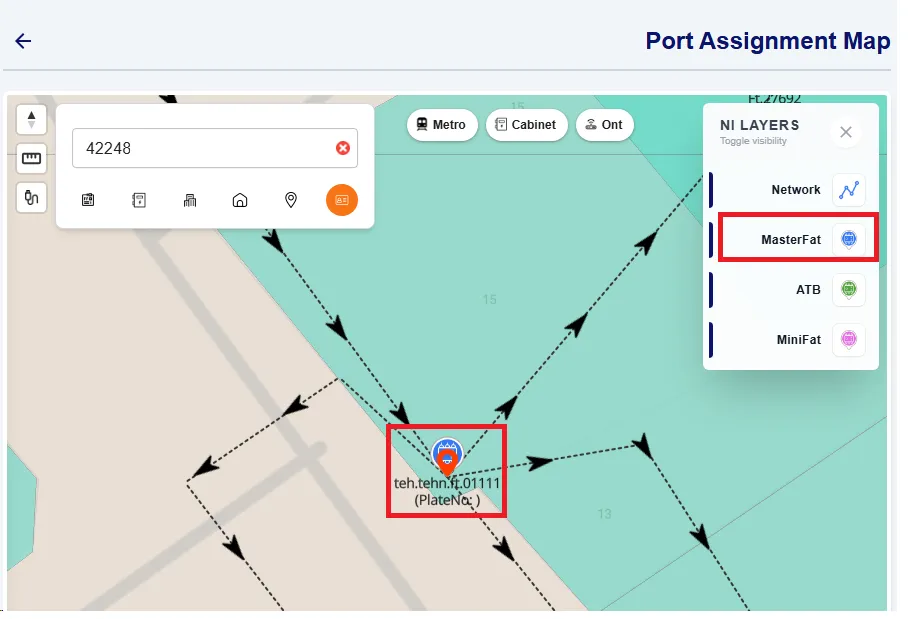 Port Assignment Map
Ft.27692
15
42248
Metro
Cabinet
Ont
NI LAYERS
Toggle visibility
Network
MasterFat
ATB
MiniFat
15
teh.tehn.ft.01111
(PlateNo: )
13